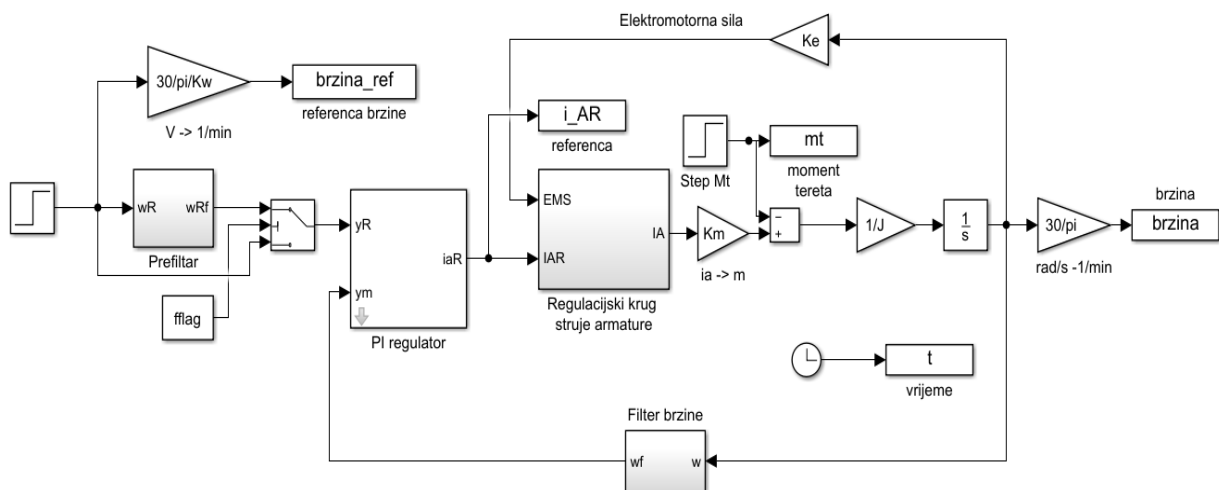 Elektromotorna sila
Ke
30/pi/Kw
brzina_ref
referenca brzine
V -> 1/min
i_AR
referenca
Step Mt
mt
moment
tereta
wR
wRf
Prefiltar
fflag
yR
ym
iaR
PI regulator
EMS
IAR
IA
Regulacijski krug
struje armature
Km
ia -> m
−
+
1/J
1
s
30/pi
rad/s -1/min
brzina
brzina
t
vrijeme
Filter brzine
wf
w